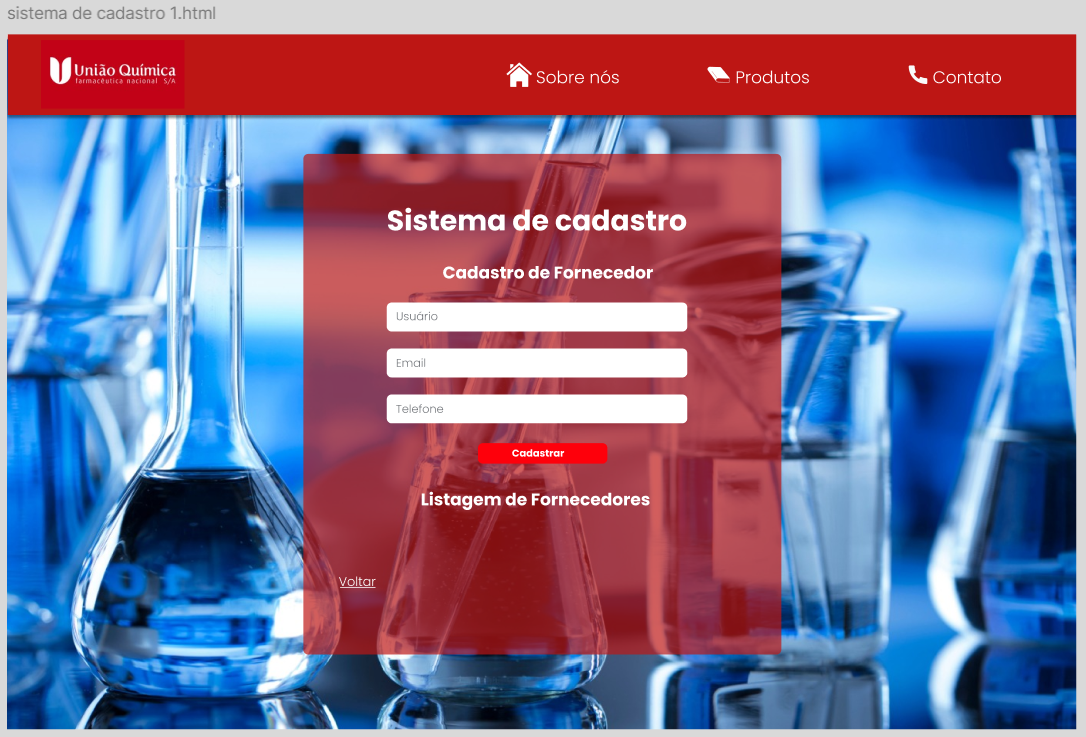 sistema de cadastro 1.html
União Química
farmacêutica nacional S/A
Sobre nós
Produtos
Contato
Sistema de cadastro
Cadastro de Fornecedor
Usuário
Email
Telefone
Cadastrar
Listagem de Fornecedores
Voltar